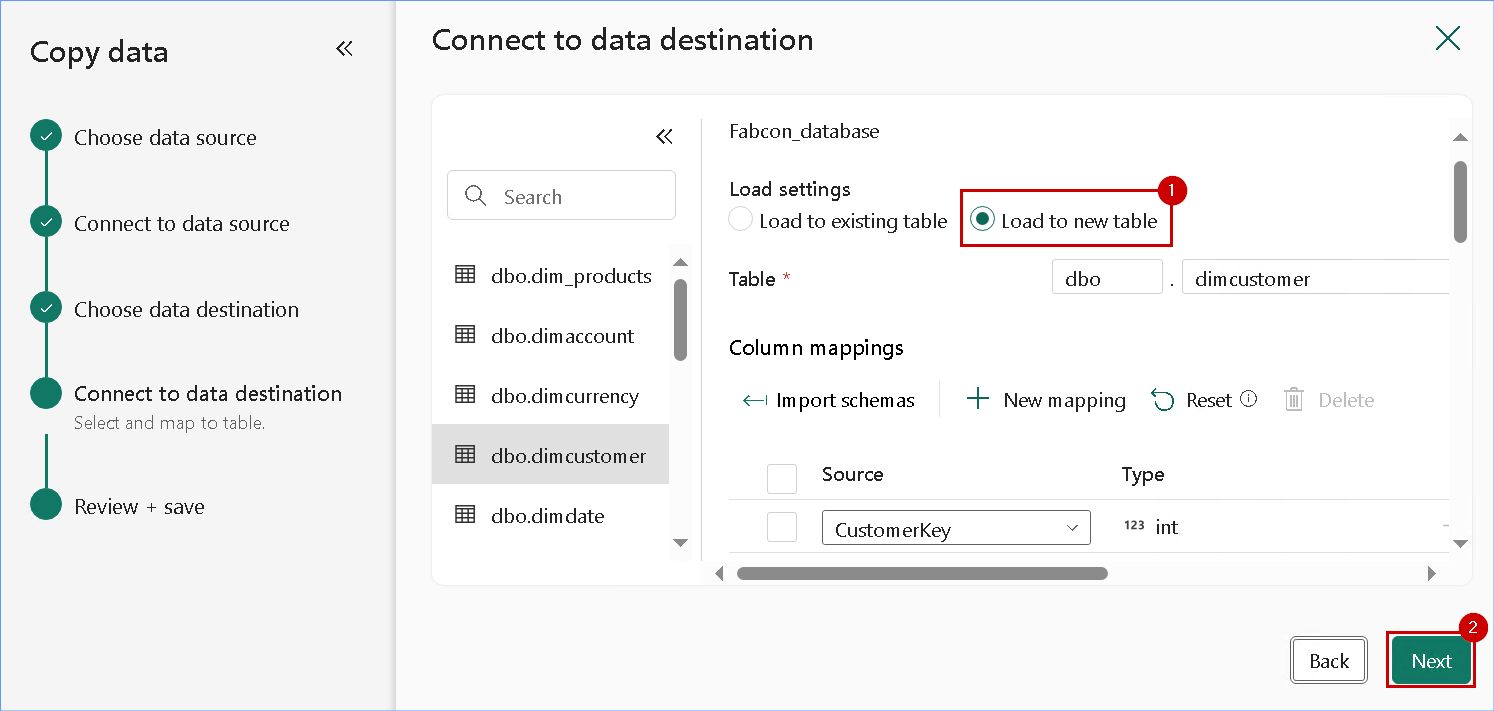 Copy data
Choose data source
Connect to data source
Choose data destination
Connect to data destination
Select and map to table.
Review + save
Connect to data destination
Search
dbo.dim_products
dbo.dimaccount
dbo.dimcurrency
dbo.dimcustomer
dbo.dimdate
Fabcon_database
Load settings
Load to existing table
Load to new table
1
Table *
dbo . dimcustomer
Column mappings
Import schemas New mapping Reset Delete
Source Type
CustomerKey 123 int
Back Next
2